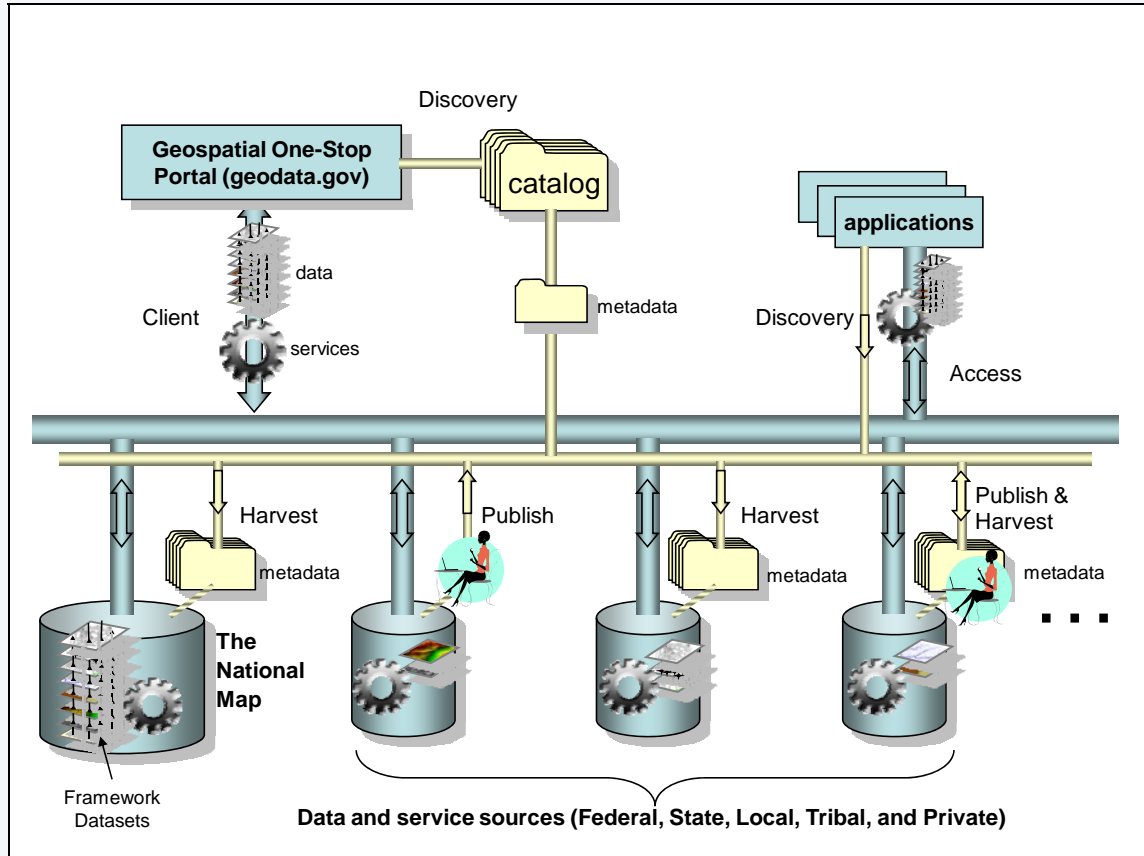 Discovery
Geospatial One-Stop
Portal (geodata.gov)
catalog
applications
data
metadata
Client
Discovery
services
Access
Harvest
Publish
Harvest
Publish &
Harvest
metadata
metadata
metadata
The
National
Map
. . .
Framework
Datasets
Data and service sources (Federal, State, Local, Tribal, and Private)